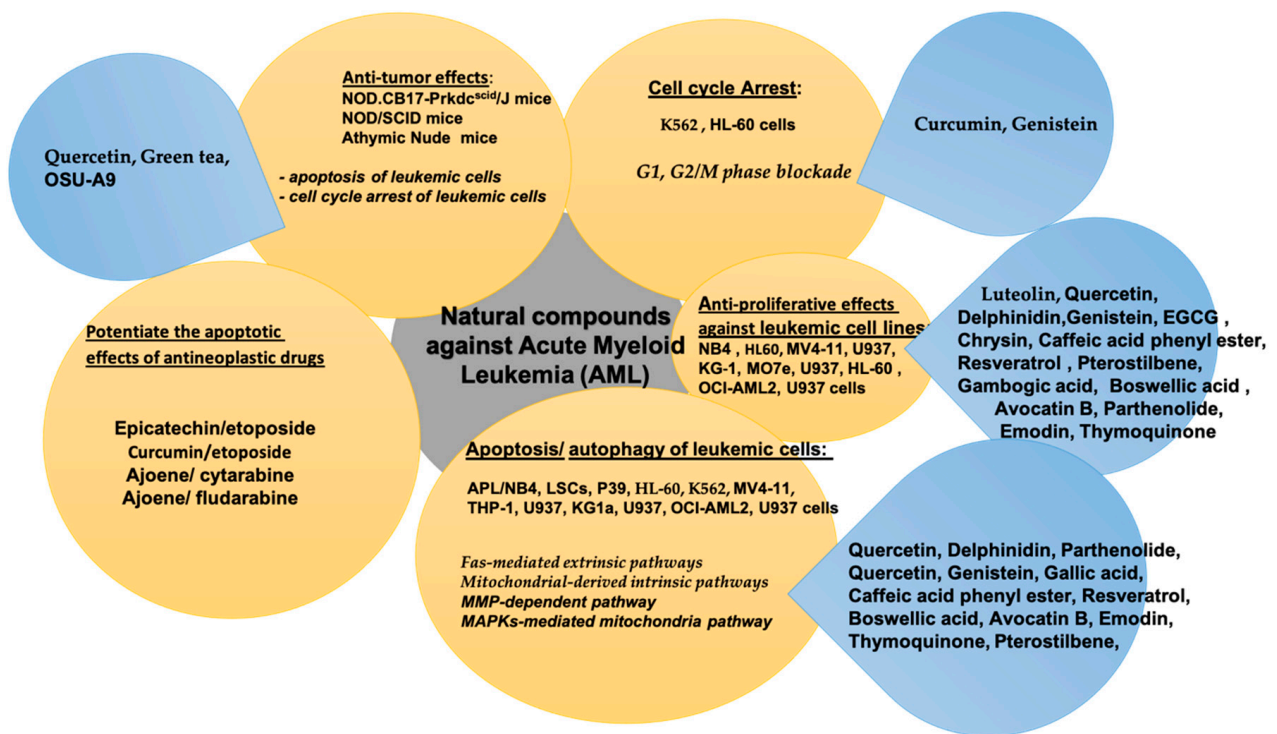 Anti-tumor effects:
NOD.CB17-Prkdcscid/J mice
NOD/SCID mice
Athymic Nude mice
- apoptosis of leukemic cells
- cell cycle arrest of leukemic cells
Quercetin, Green tea,
OSU-A9
Cell cycle Arrest:
K562 , HL-60 cells
G1, G2/M phase blockade
Curcumin, Genistein
Natural compounds
against Acute Myeloid
Leukemia (AML)
Anti-proliferative effects
against leukemic cell lines:
NB4 , HL60, MV4-11, U937,
KG-1, MO7e, U937, HL-60 ,
OCI-AML2, U937 cells
Luteolin, Quercetin,
Delphinidin,Genistein, EGCG ,
Chrysin, Caffeic acid phenyl ester,
Resveratrol , Pterostilbene,
Gambogic acid, Boswellic acid ,
Avocatin B, Parthenolide,
Emodin, Thymoquinone
Potentiate the apoptotic
effects of antineoplastic drugs
Epicatechin/etoposide
Curcumin/etoposide
Ajoene/ cytarabine
Ajoene/ fludarabine
Apoptosis/ autophagy of leukemic cells:
APL/NB4, LSCs, P39, HL-60, K562, MV4-11,
THP-1, U937, KG1a, U937, OCI-AML2, U937 cells
Fas-mediated extrinsic pathways
Mitochondrial-derived intrinsic pathways
MMP-dependent pathway
MAPKs-mediated mitochondria pathway
Quercetin, Delphinidin, Parthenolide,
Quercetin, Genistein, Gallic acid,
Caffeic acid phenyl ester, Resveratrol,
Boswellic acid, Avocatin B, Emodin,
Thymoquinone, Pterostilbene,